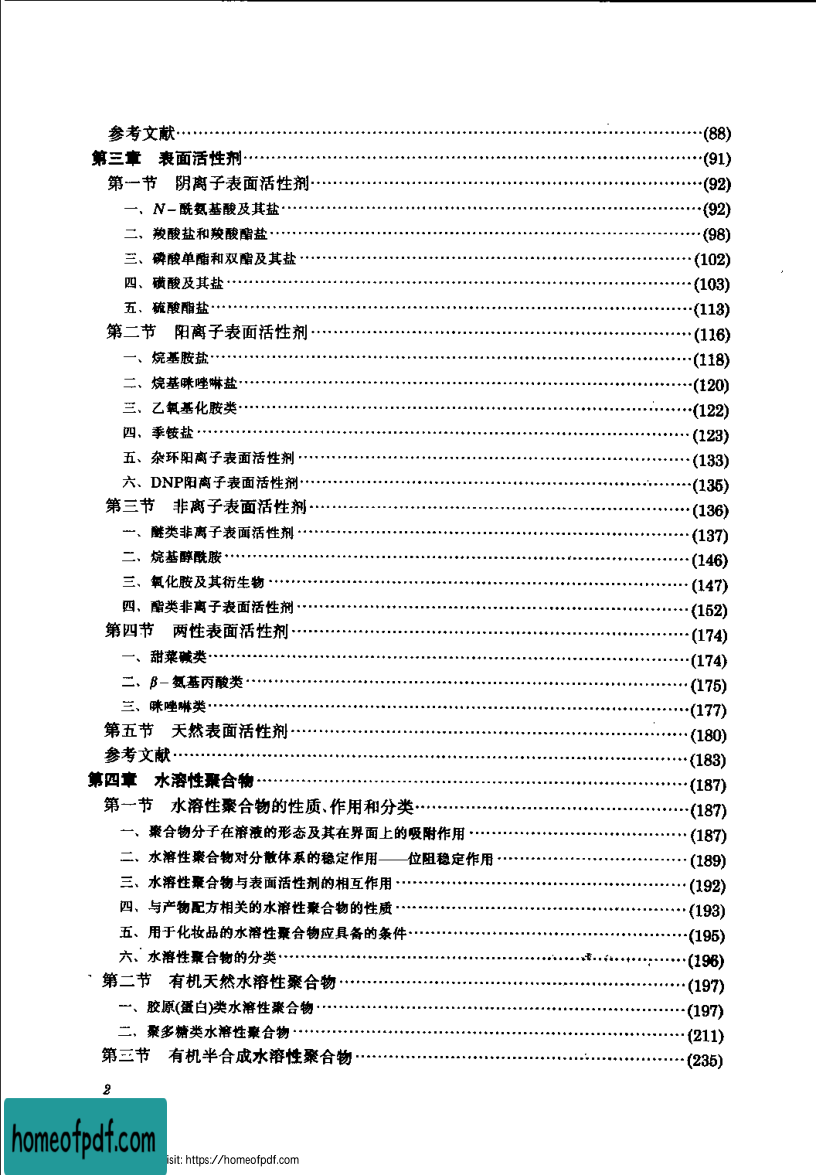 参考文献……(88)
第三章　表面活性剂……(91)
第一节　阴离子表面活性剂……(92)
一、N－酰氨基酸及其盐……(92)
二、羧酸盐和羧酸酯盐……(98)
三、磷酸单酯和双酯及其盐……(102)
四、磺酸及其盐……(103)
五、硫酸酯盐……(113)
第二节　阳离子表面活性剂……(116)
一、烷基胺盐……(118)
二、烷基咪唑啉盐……(120)
三、乙氧基化胺类……(122)
四、季铵盐……(123)
五、杂环阳离子表面活性剂……(133)
六、DNP阳离子表面活性剂……(135)
第三节　非离子表面活性剂……(136)
一、醚类非离子表面活性剂……(137)
二、烷基醇酰胺……(146)
三、氧化胺及其衍生物……(147)
四、酯类非离子表面活性剂……(152)
第四节　两性表面活性剂……(174)
一、甜菜碱类……(174)
二、β－氨基丙酸类……(175)
三、咪唑啉类……(177)
第五节　天然表面活性剂……(180)
参考文献……(183)
第四章　水溶性聚合物……(187)
第一节　水溶性聚合物的性质、作用和分类……(187)
一、聚合物分子在溶液的形态及其在界面上的吸附作用……(187)
二、水溶性聚合物对分散体系的稳定作用——位阻稳定作用……(189)
三、水溶性聚合物与表面活性剂的相互作用……(192)
四、与产物配方相关的水溶性聚合物的性质……(193)
五、用于化妆品的水溶性聚合物应具备的条件……(195)
六、水溶性聚合物的分类……(196)
第二节　有机天然水溶性聚合物……(197)
一、胶原(蛋白)类水溶性聚合物……(197)
二、聚多糖类水溶性聚合物……(211)
第三节　有机半合成水溶性聚合物……(235)
2
homeofpdf.com
isit: https://homeofpdf.com